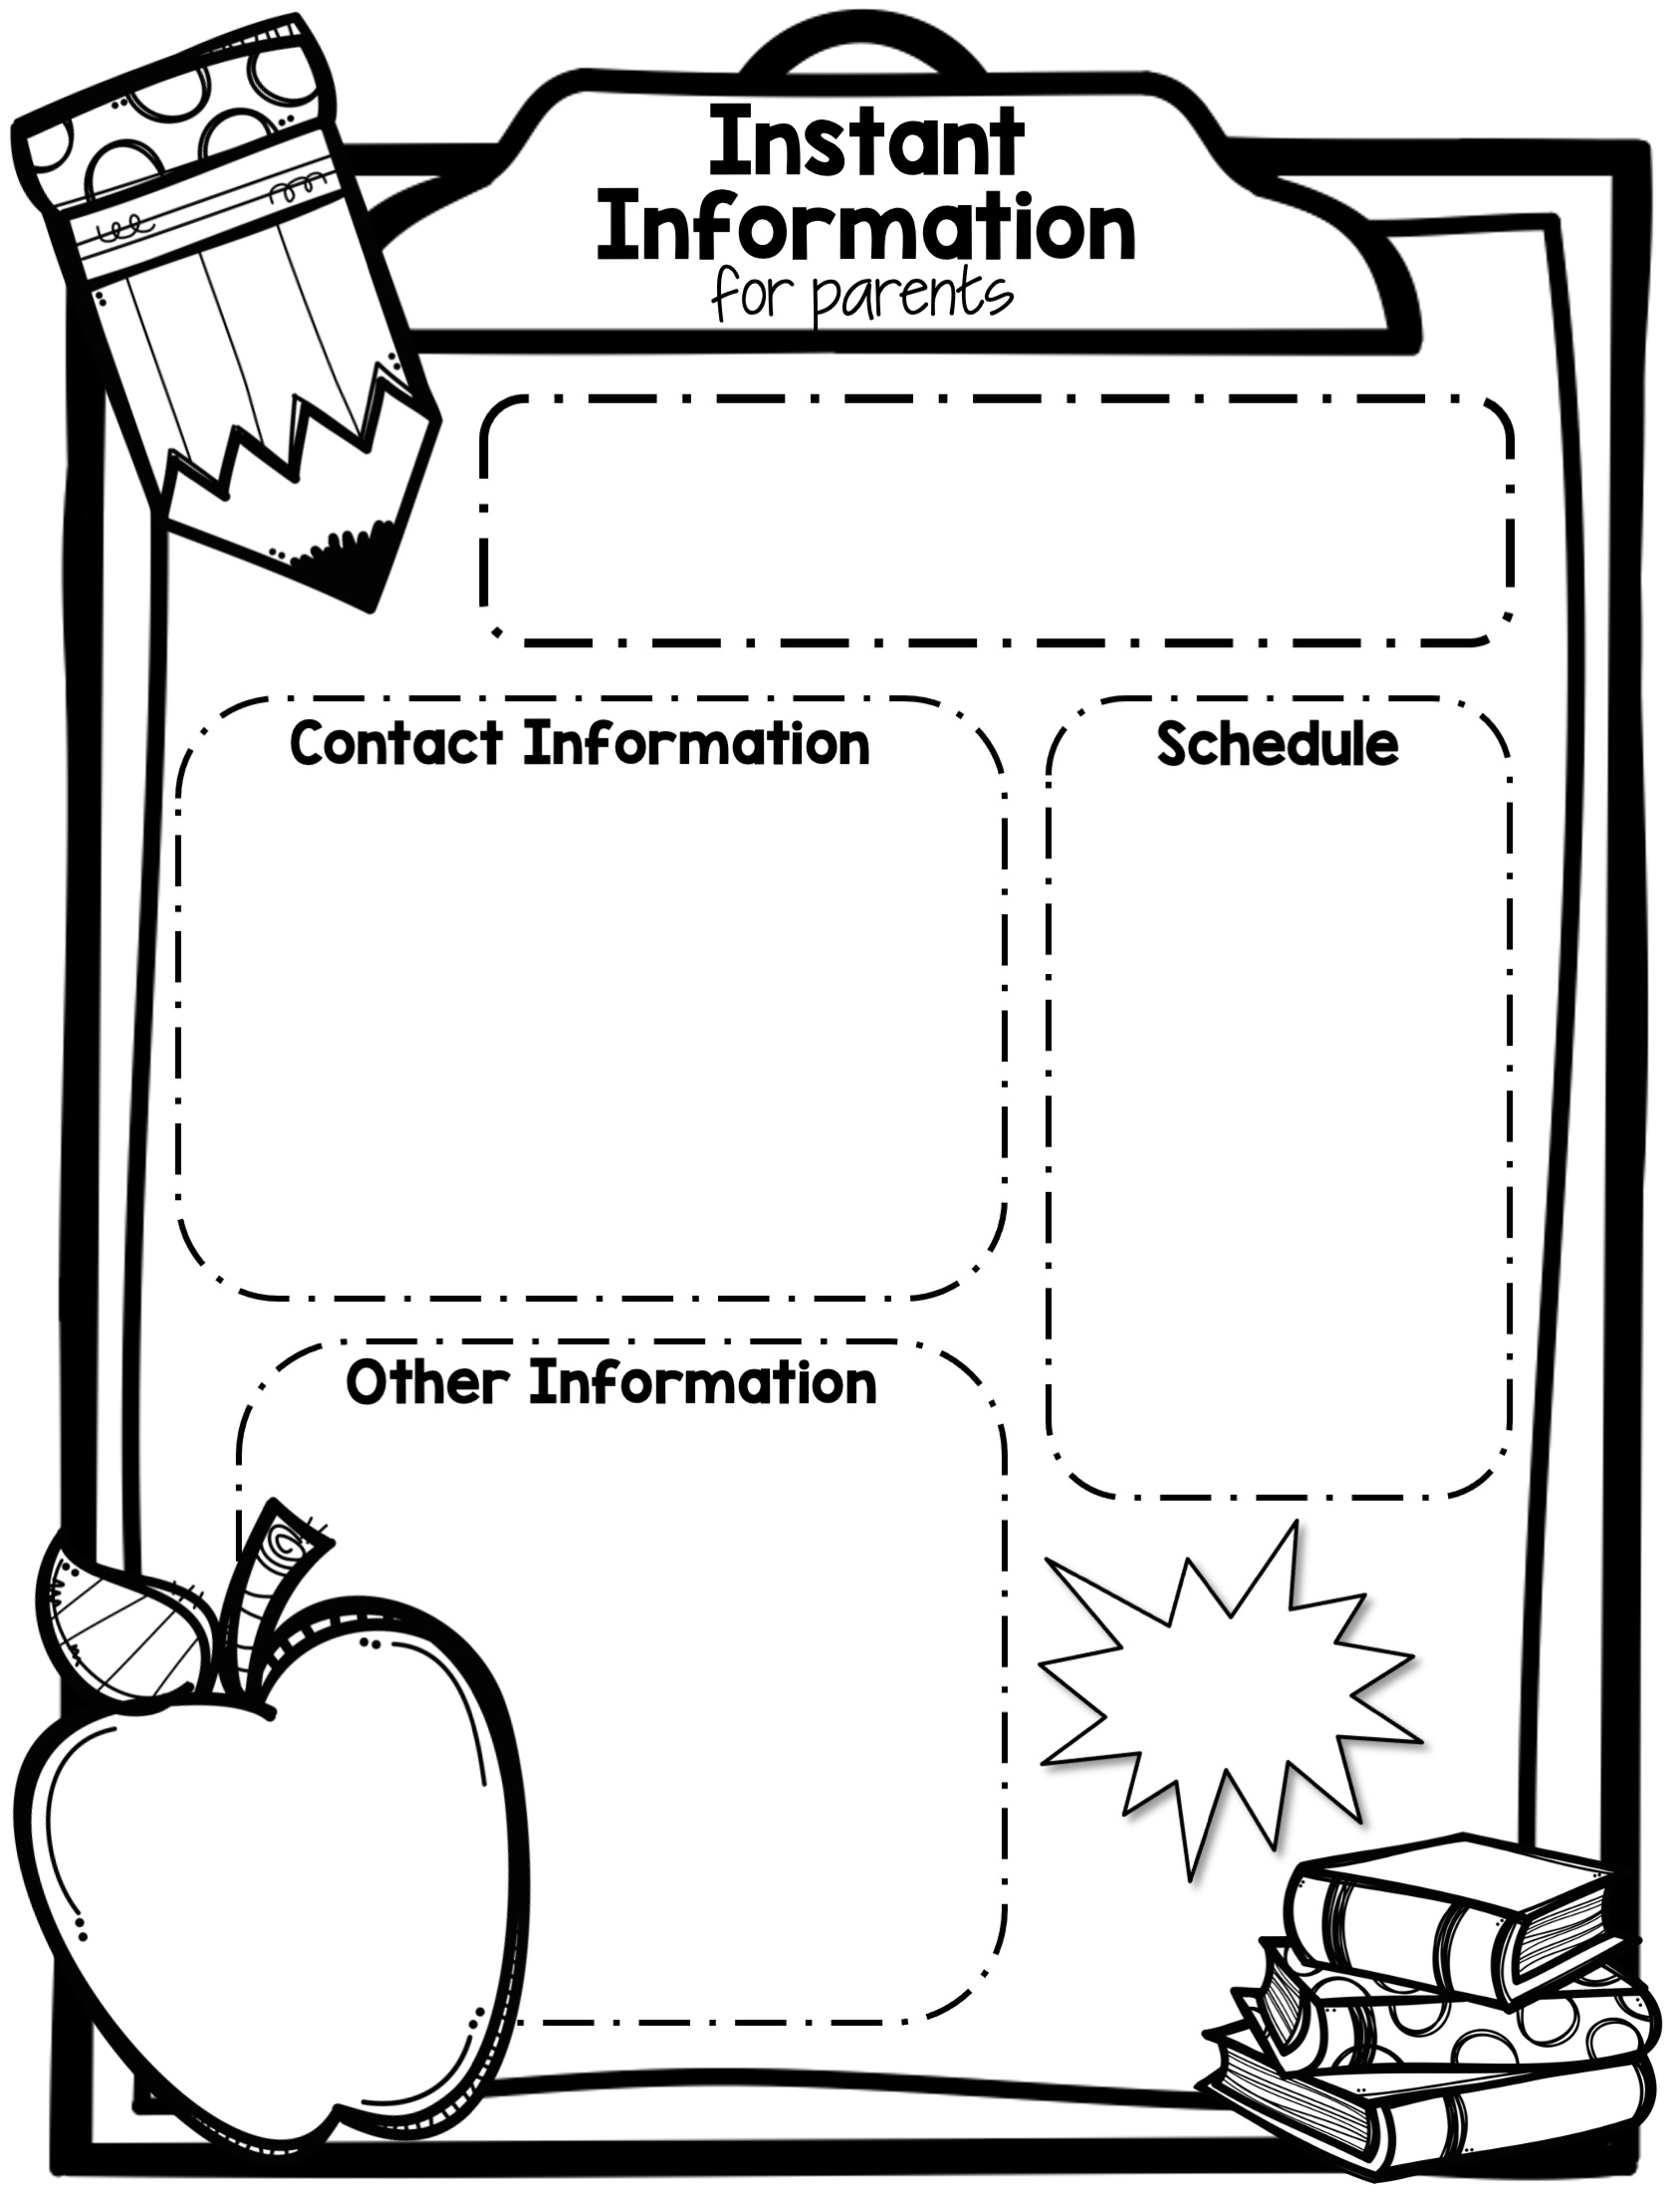 Instant
Information
for parents
Contact Information
Schedule
Other Information